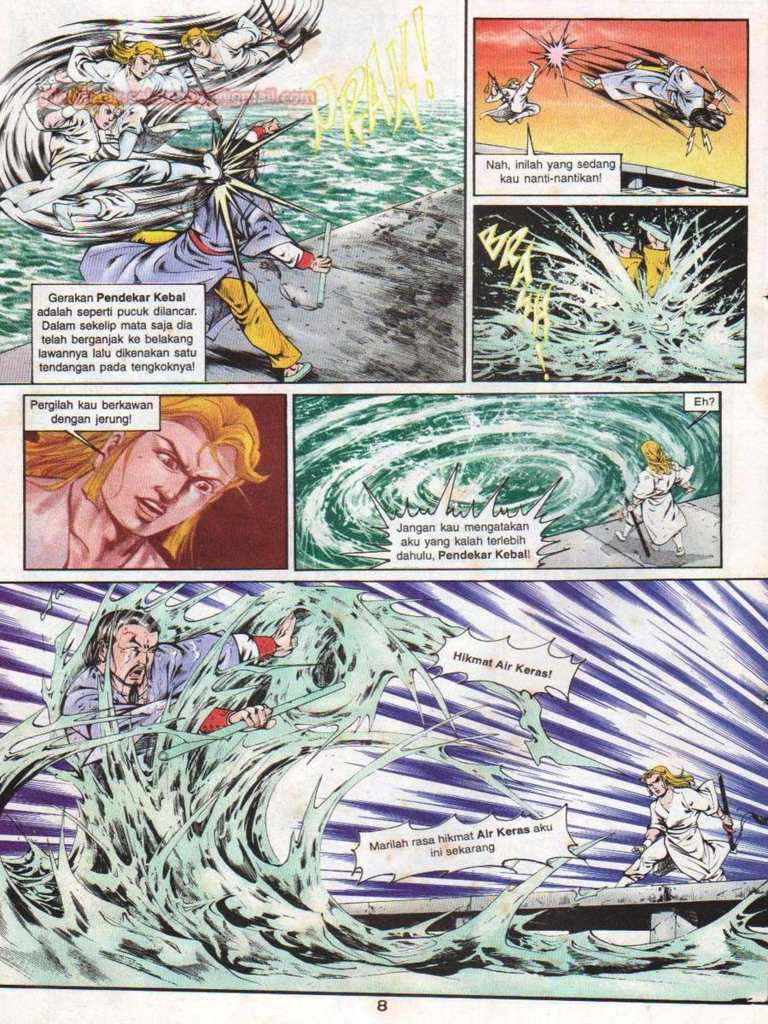 PRAK!
Gerakan Pendekar Kebal
adalah seperti pucuk dilancar.
Dalam sekelip mata saja dia
telah berganjak ke belakang
lawannya lalu dikenakan satu
tendangan pada tengkoknya!
Nah, inilah yang sedang
kau nanti-nantikan!
Pergilah kau berkawan
dengan jerung!
Eh?
Jangan kau mengatakan
aku yang kalah terlebih
dahulu, Pendekar Kebal!
Hikmat Air Keras!
Marilah rasa hikmat Air Keras aku
ini sekarang
8